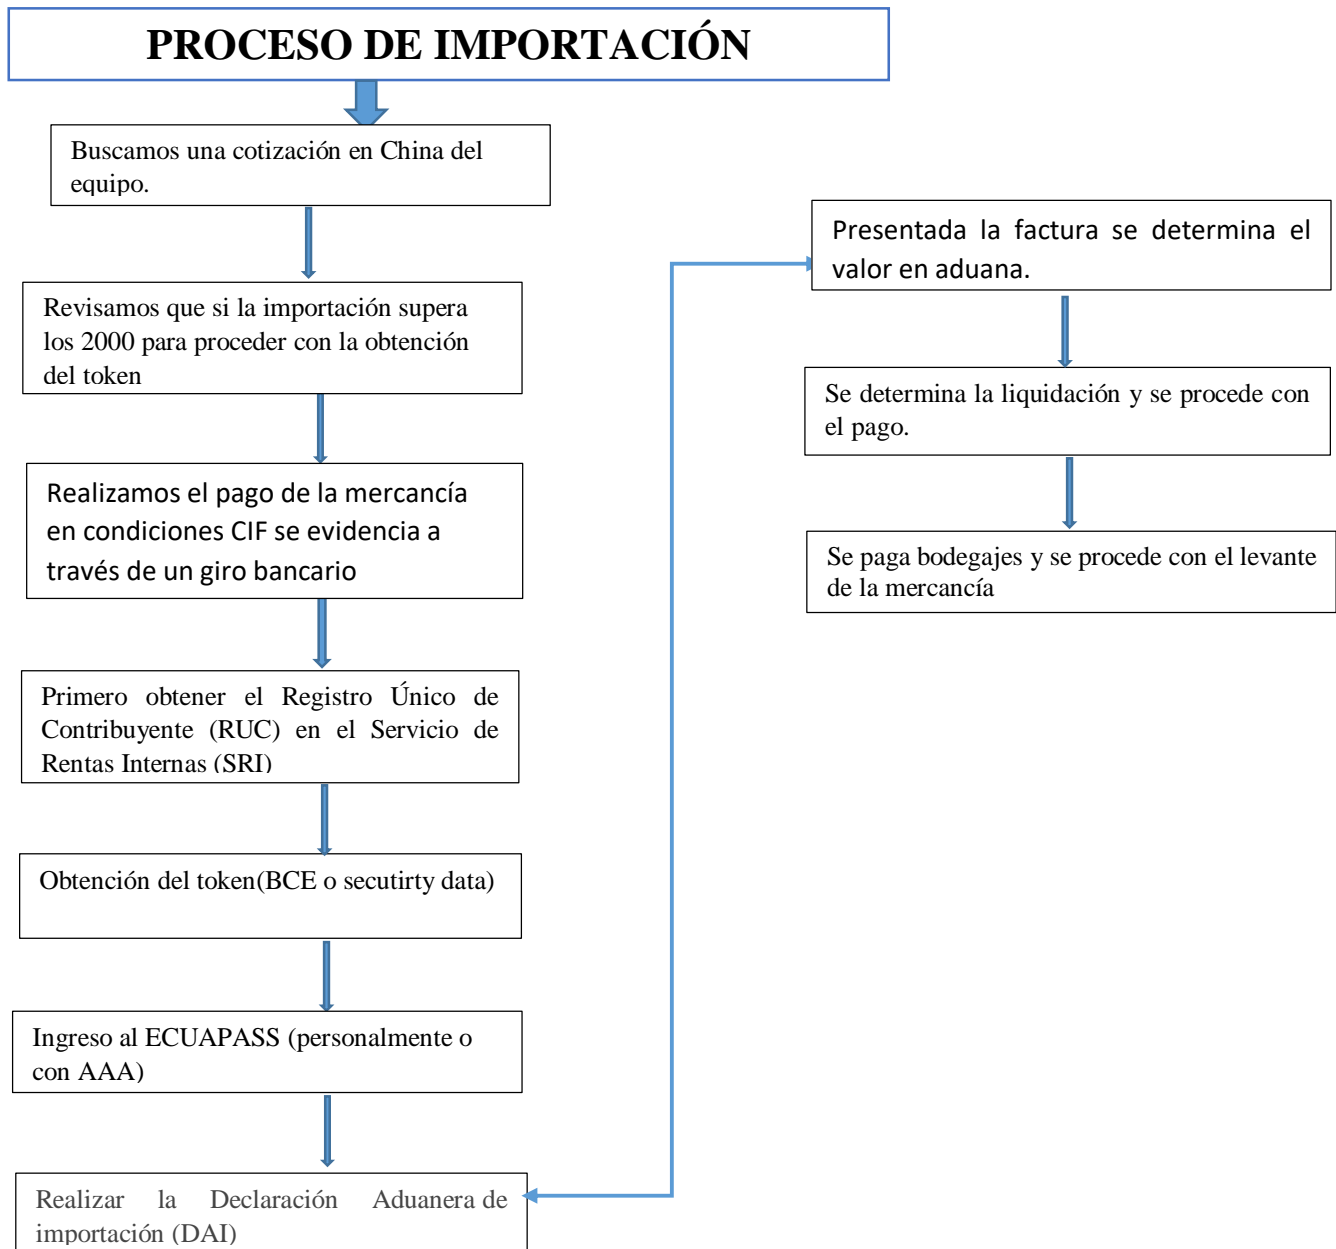 PROCESO DE IMPORTACIÓN
Buscamos una cotización en China del
equipo.
Revisamos que si la importación supera
los 2000 para proceder con la obtención
del token
Realizamos el pago de la mercancía
en condiciones CIF se evidencia a
través de un giro bancario
Primero obtener el Registro Único de
Contribuyente (RUC) en el Servicio de
Rentas Internas (SRI)
Obtención del token(BCE o secutirty data)
Ingreso al ECUAPASS (personalmente o
con AAA)
Realizar la Declaración Aduanera de
importación (DAI)
Presentada la factura se determina el
valor en aduana.
Se determina la liquidación y se procede con
el pago.
Se paga bodegajes y se procede con el levante
de la mercancía